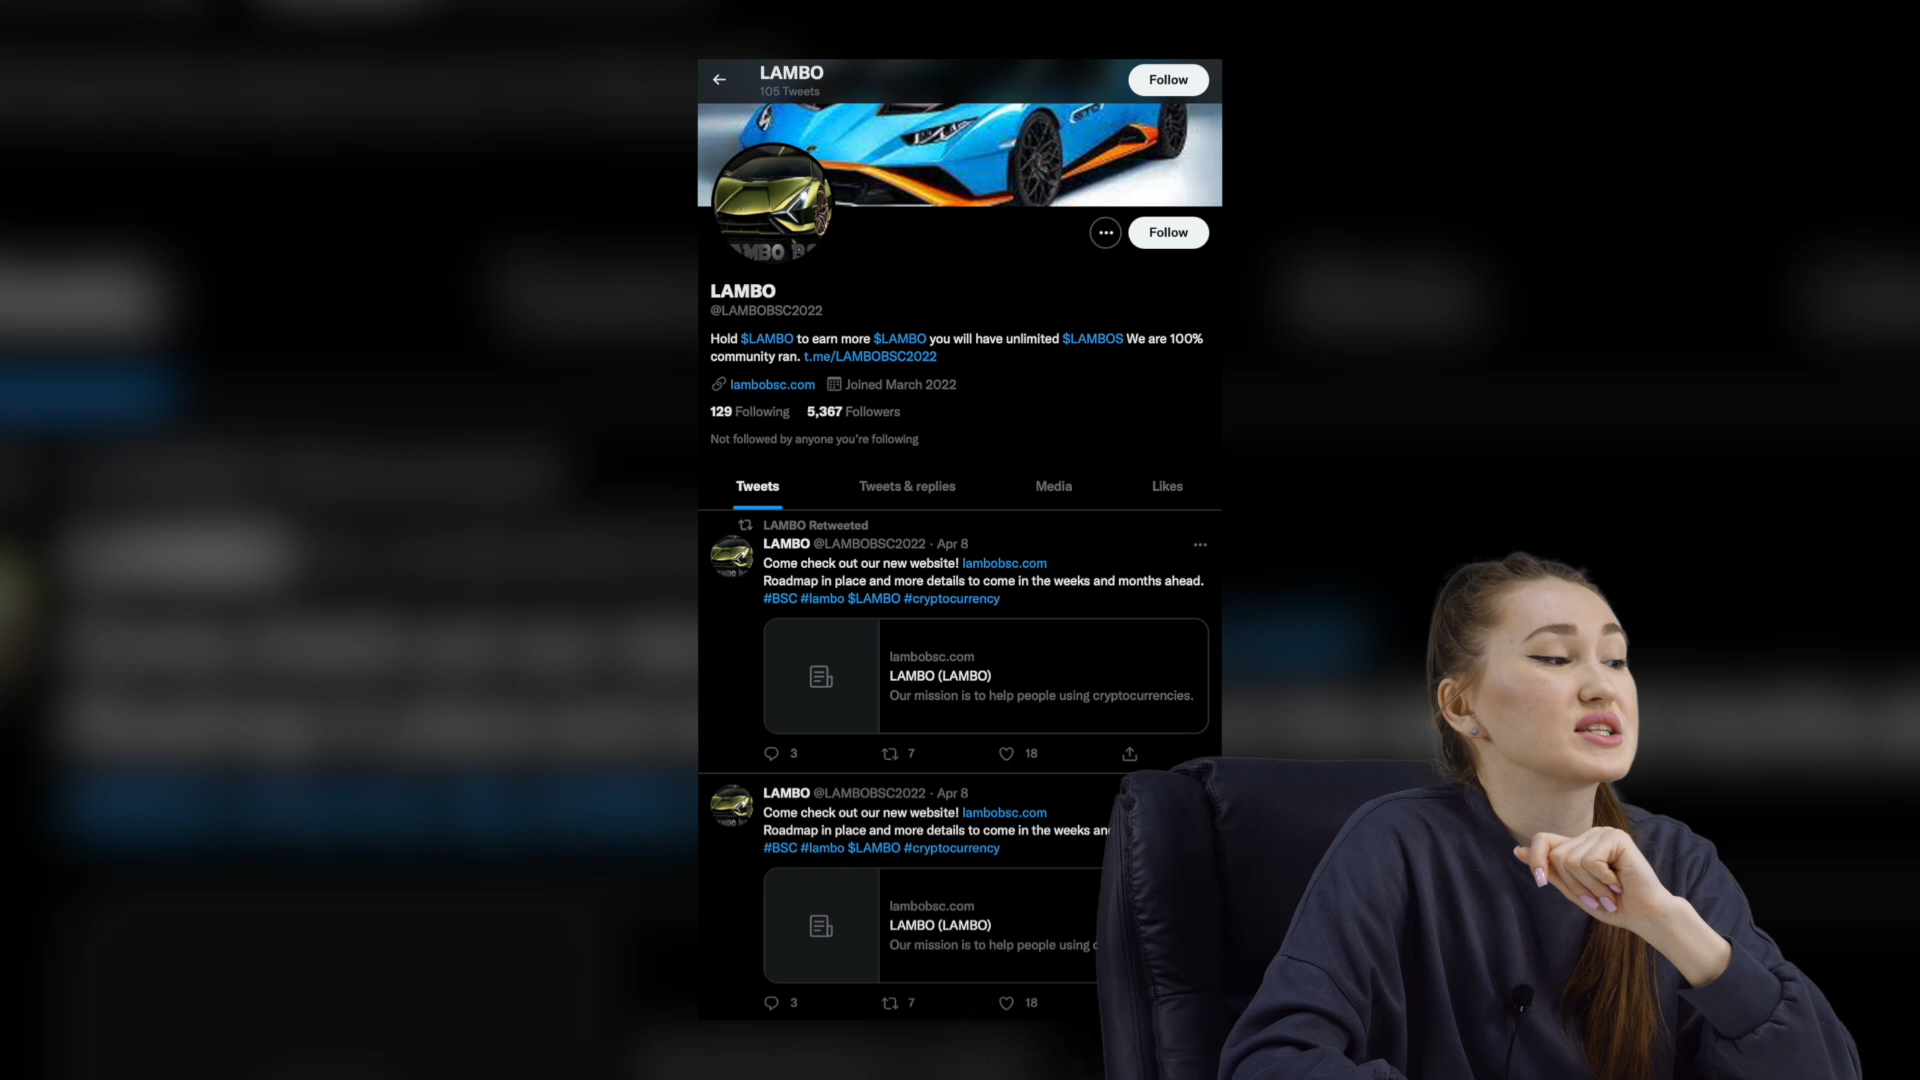 LAMBO
105 Tweets
Follow
Follow
LAMBO
@LAMBOBSC2022
Hold $LAMBO to earn more $LAMBO you will have unlimited $LAMBOS We are 100%
community ran. t.me/LAMBOBSC2022
lambobsc.com Joined March 2022
129 Following 5,367 Followers
Not followed by anyone you're following
Tweets Tweets & replies Media Likes
LAMBO Retweeted
LAMBO @LAMBOBSC2022 · Apr 8
Come check out our new website! lambobsc.com
Roadmap in place and more details to come in the weeks and months ahead.
#BSC #lambo $LAMBO #cryptocurrency
lambobsc.com
LAMBO (LAMBO)
Our mission is to help people using cryptocurrencies.
3 7 18
LAMBO @LAMBOBSC2022 · Apr 8
Come check out our new website! lambobsc.com
Roadmap in place and more details to come in the weeks
#BSC #lambo $LAMBO #cryptocurrency
lambobsc.com
LAMBO (LAMBO)
Our mission is to help people using
3 7 18